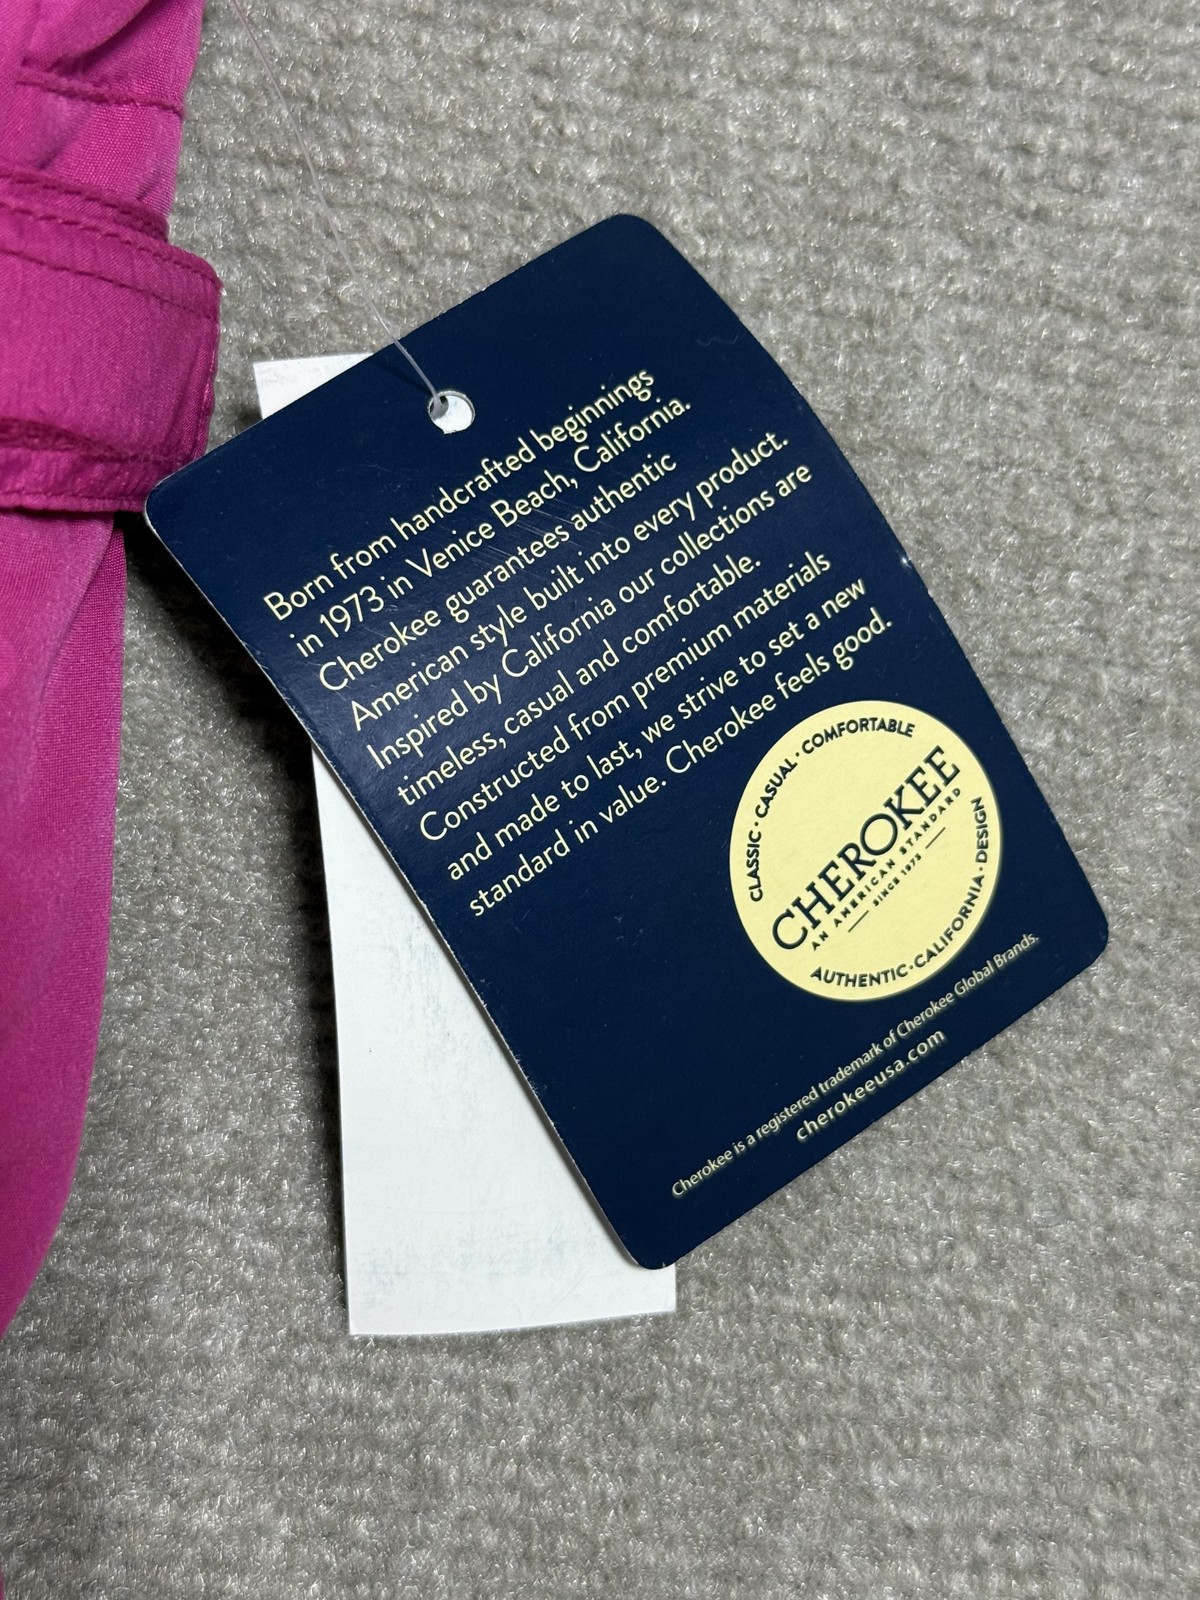 Born from handcrafted beginnings
in 1973 in Venice Beach, California.
Cherokee guarantees authentic
American style built into every product.
Inspired by California our collections are
timeless, casual and comfortable.
Constructed from premium materials
and made to last, we strive to set a new
standard in value. Cherokee feels good.
CLASSIC · CASUAL · COMFORTABLE
CHEROKEE
AN AMERICAN STANDARD
SINCE 1973
AUTHENTIC · CALIFORNIA · DESIGN
Cherokee is a registered trademark of Cherokee Global Brands.
cherokeeusa.com